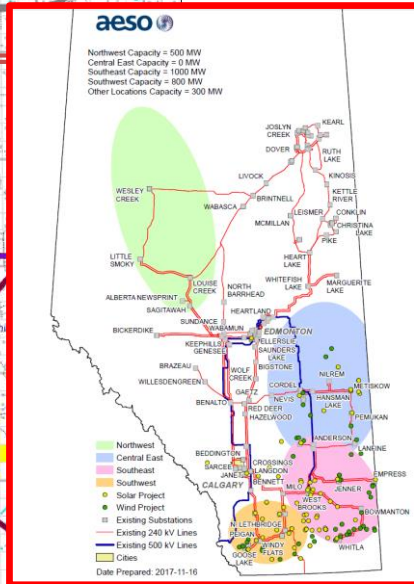 aeso
Northwest Capacity = 500 MW
Central East Capacity = 0 MW
Southeast Capacity = 1000 MW
Southwest Capacity = 800 MW
Other Locations Capacity = 300 MW
KEARL
JOSLYN
CREEK
DOVER
RUTH
LAKE
LIVOCK
KINOSIS
WESLEY
CREEK
BRINTNELL
KETTLE
RIVER
WABASCA
LEISMER
CONKLIN
MCMILLAN
CHRISTINA
LAKE
PIKE
LITTLE
SMOKY
HEART
LAKE
LOUISE
CREEK
WHITEFISH
LAKE
MARGUERITE
LAKE
ALBERTA NEWSPRINT
NORTH
BARRHEAD
SAGITAWAH
HEARTLAND
SUNDANCE
BICKERDIKE
WABAMUN
EDMONTON
KEEPHILLS
ELLERSLIE
GENESEE
SAUNDERS
LAKE
BRAZEAU
WOLF
CREEK
BIGSTONE
NILREM
WILLESDEN GREEN
CORDEL
METISKOW
GAETZ
NEVIS
HANSMAN
LAKE
BENALTO
RED DEER
PEMUKAN
HAZELWOOD
ANDERSON
LANFINE
Northwest
Central East
Southeast
Southwest
Solar Project
Wind Project
Existing Substations
Existing 240 kV Lines
Existing 500 kV Lines
Cities
Date Prepared: 2017-11-16
BEDDINGTON
CROSSINGS
SARCEE
LANGDON
EMPRESS
JANET
BENNETT
MILO
JENNER
CALGARY
WEST
BROOKS
BOWMANTON
N LETHBRIDGE
PEIGAN
WINDY
FLATS
GOOSE
LAKE
WHITLA